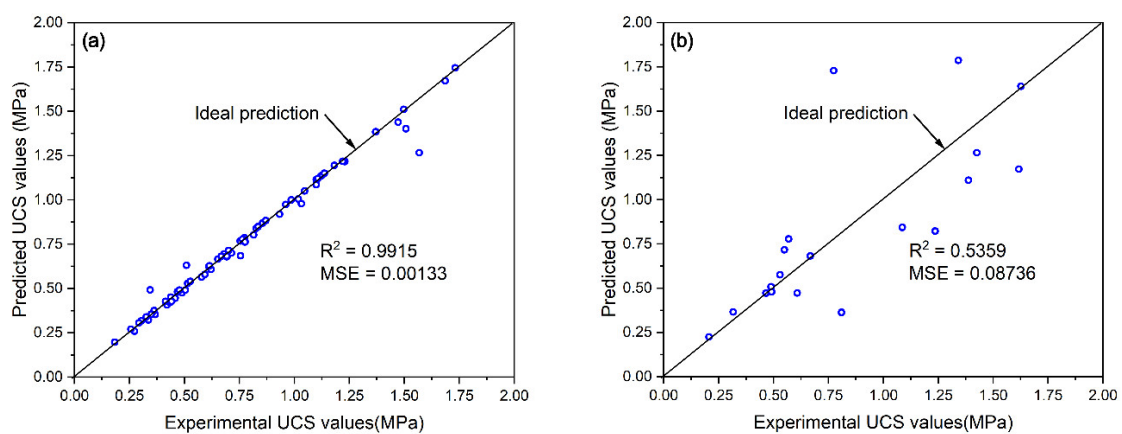 (a)
2.00
1.75
1.50
1.25
1.00
0.75
0.50
0.25
0.00
Predicted UCS values (MPa)
Ideal prediction
R² = 0.9915
MSE = 0.00133
0.00 0.25 0.50 0.75 1.00 1.25 1.50 1.75 2.00
Experimental UCS values(MPa)
(b)
2.00
1.75
1.50
1.25
1.00
0.75
0.50
0.25
0.00
Predicted UCS values (MPa)
Ideal prediction
R² = 0.5359
MSE = 0.08736
0.00 0.25 0.50 0.75 1.00 1.25 1.50 1.75 2.00
Experimental UCS values(MPa)